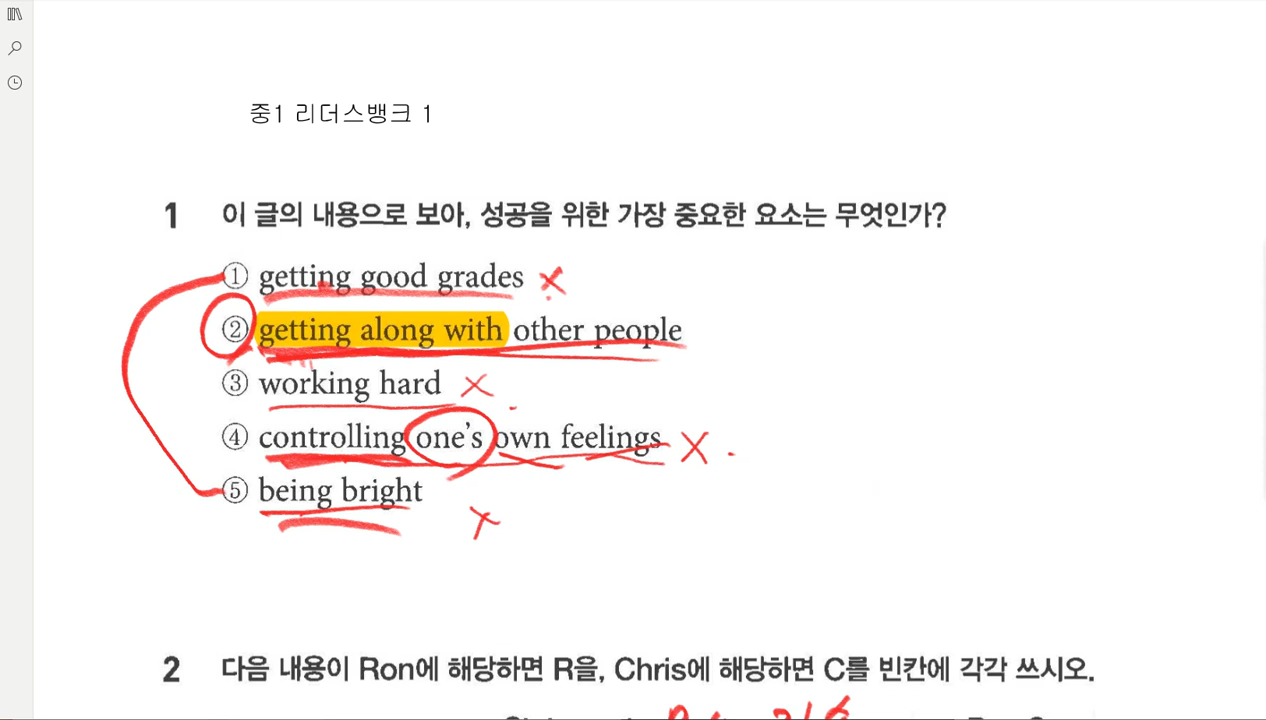 중1 리더스뱅크 1
1 이 글의 내용으로 보아, 성공을 위한 가장 중요한 요소는 무엇인가?
① getting good grades
② getting along with other people
③ working hard
④ controlling one's own feelings
⑤ being bright
2 다음 내용이 Ron에 해당하면 R을, Chris에 해당하면 C를 빈칸에 각각 쓰시오.